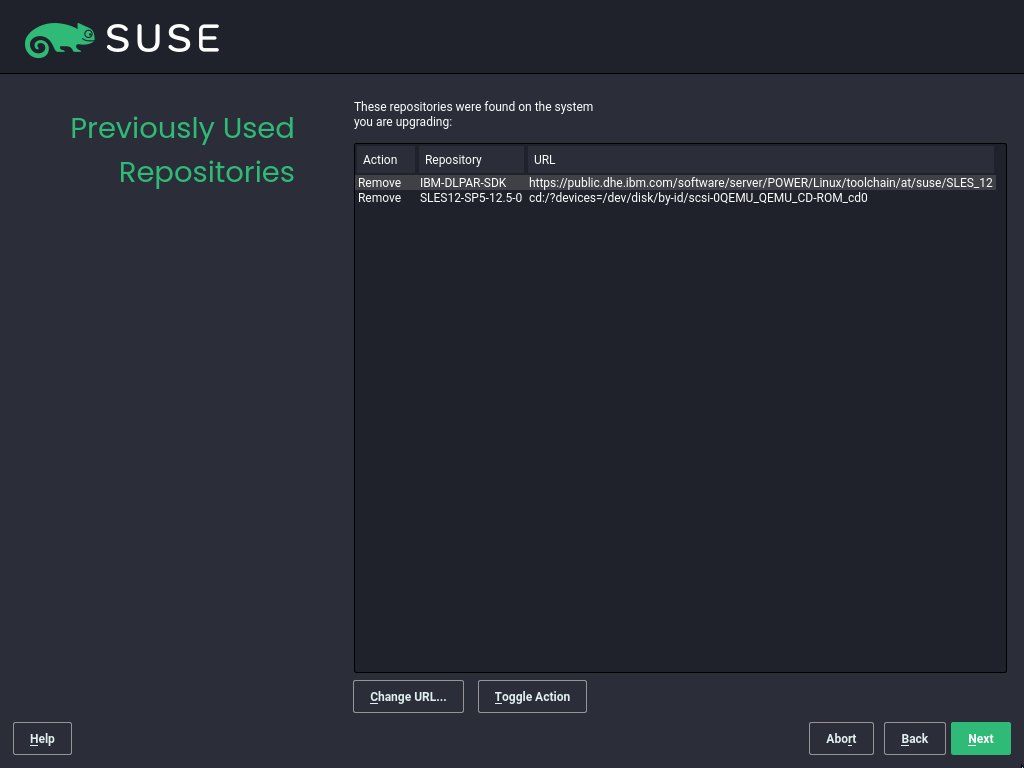 SUSE
Previously Used
Repositories
These repositories were found on the system
you are upgrading:
Action Repository URL
Remove IBM-DLPAR-SDK https://public.dhe.ibm.com/software/server/POWER/Linux/toolchain/at/suse/SLES_12
Remove SLES12-SP5-12.5-0 cd:/?devices=/dev/disk/by-id/scsi-0QEMU_QEMU_CD-ROM_cd0
Change URL... Toggle Action
Help Abort Back Next